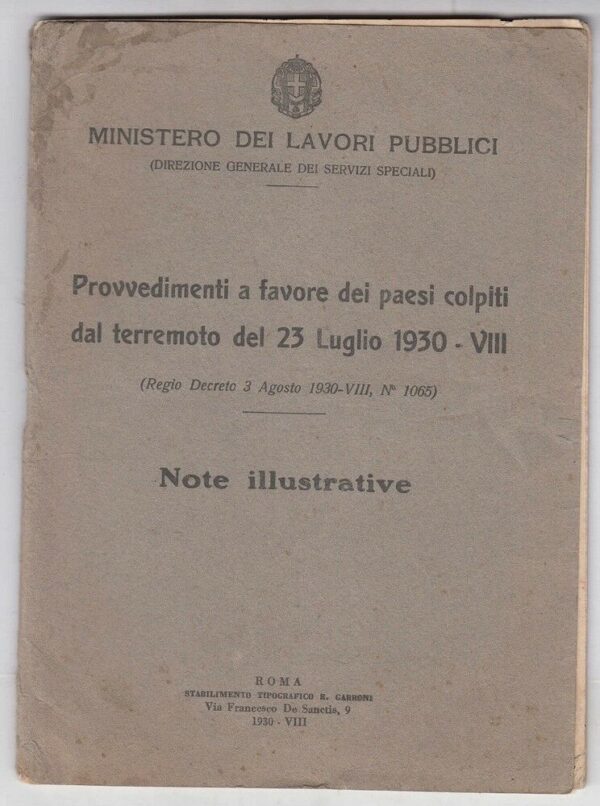 MINISTERO DEI LAVORI PUBBLICI
(DIREZIONE GENERALE DEI SERVIZI SPECIALI)
Provvedimenti a favore dei paesi colpiti
dal terremoto del 23 Luglio 1930 - VIII
(Regio Decreto 3 Agosto 1930-VIII, N° 1065)
Note illustrative
ROMA
STABILIMENTO TIPOGRAFICO R. GARRONI
Via Francesco De Sanctis, 9
1930 - VIII